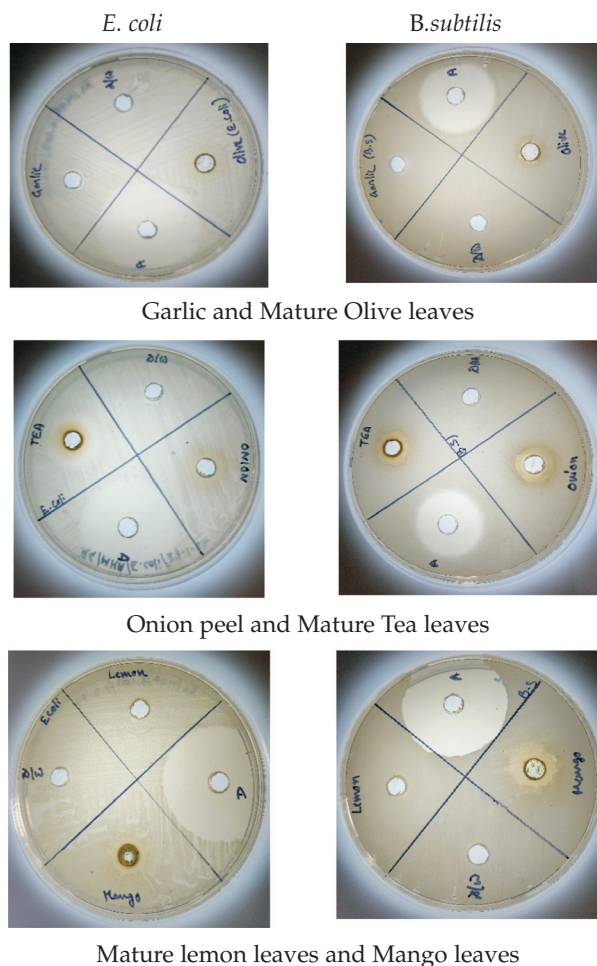 E. coli B.subtilis
D/W
Olive (E.coli)
Garlic
A
A
Olive
Garlic (B.S)
D/W
Garlic and Mature Olive leaves
D/W
TEA
ONION
E.coli
A
D/W
TEA
(B.S)
Onion
A
Onion peel and Mature Tea leaves
Lemon
Ecoli
D/W
A
Mango
A
B.S
Lemon
Mango
D/W
Mature lemon leaves and Mango leaves